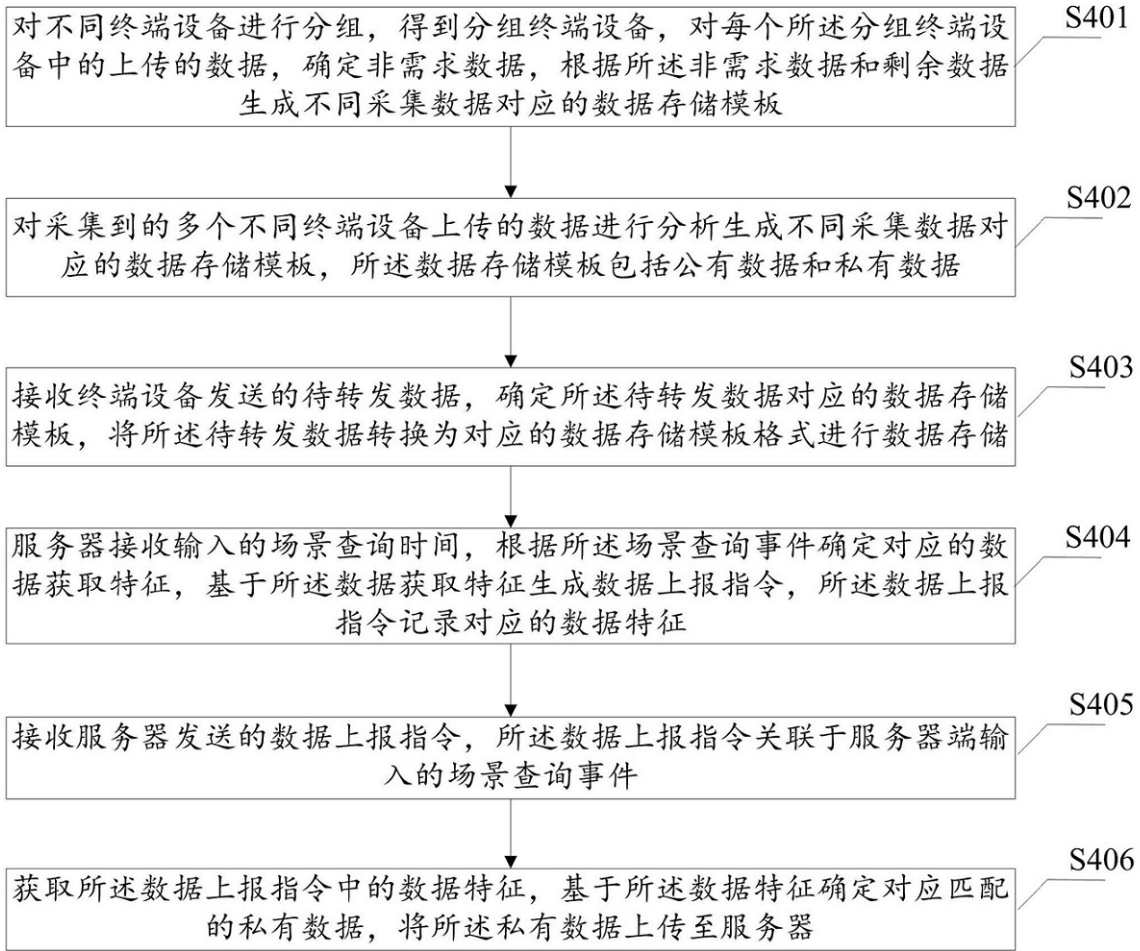 对不同终端设备进行分组，得到分组终端设备，对每个所述分组终端设
备中的上传的数据，确定非需求数据，根据所述非需求数据和剩余数据
生成不同采集数据对应的数据存储模板
S401
对采集到的多个不同终端设备上传的数据进行分析生成不同采集数据对
应的数据存储模板，所述数据存储模板包括公有数据和私有数据
S402
接收终端设备发送的待转发数据，确定所述待转发数据对应的数据存储
模板，将所述待转发数据转换为对应的数据存储模板格式进行数据存储
S403
服务器接收输入的场景查询时间，根据所述场景查询事件确定对应的数
据获取特征，基于所述数据获取特征生成数据上报指令，所述数据上报
指令记录对应的数据特征
S404
接收服务器发送的数据上报指令，所述数据上报指令关联于服务器端输
入的场景查询事件
S405
获取所述数据上报指令中的数据特征，基于所述数据特征确定对应匹配
的私有数据，将所述私有数据上传至服务器
S406